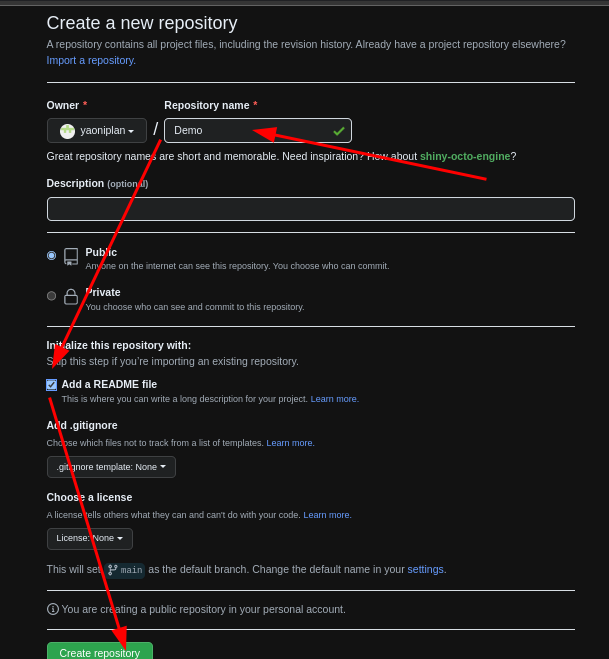 Create a new repository
A repository contains all project files, including the revision history. Already have a project repository elsewhere?
Import a repository.
Owner * Repository name *
yaoniplan / Demo
Great repository names are short and memorable. Need inspiration? How about shiny-octo-engine?
Description (optional)
Public
Anyone on the internet can see this repository. You choose who can commit.
Private
You choose who can see and commit to this repository.
Initialize this repository with:
Skip this step if you're importing an existing repository.
Add a README file
This is where you can write a long description for your project. Learn more.
Add .gitignore
Choose which files not to track from a list of templates. Learn more.
.gitignore template: None
Choose a license
A license tells others what they can and can't do with your code. Learn more.
License: None
This will set main as the default branch. Change the default name in your settings.
You are creating a public repository in your personal account.
Create repository